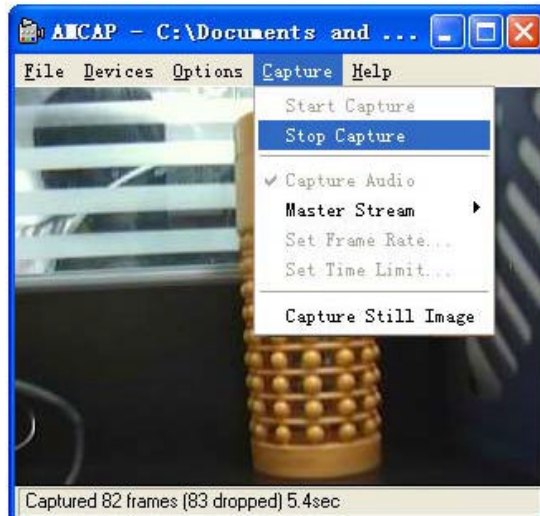 AMCAP - C:\Documents and ...
File Devices Options Capture Help
Start Capture
Stop Capture
Capture Audio
Master Stream
Set Frame Rate...
Set Time Limit...
Capture Still Image
Captured 82 frames (83 dropped) 5.4sec